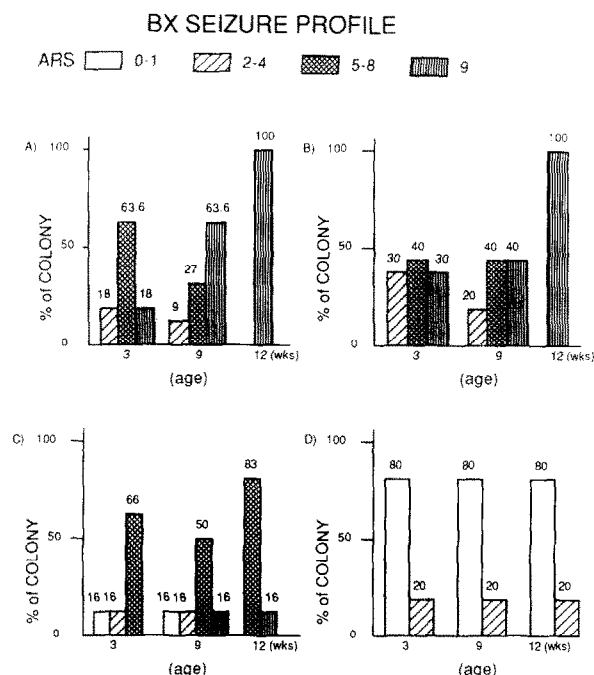 BX SEIZURE PROFILE
ARS 0-1 2-4 5-8 9
A) 100 50 0
% of COLONY
18 63.6 18 9 27 63.6 100
3 9 12 (wks)
(age)
B) 100 50 0
% of COLONY
30 40 30 20 40 40 100
3 9 12 (wks)
(age)
C) 100 50 0
% of COLONY
16 16 66 16 16 50 16 83 16
3 9 12 (wks)
(age)
D) 100 50 0
% of COLONY
80 20 80 20 80 20
3 9 12 (wks)
(age)